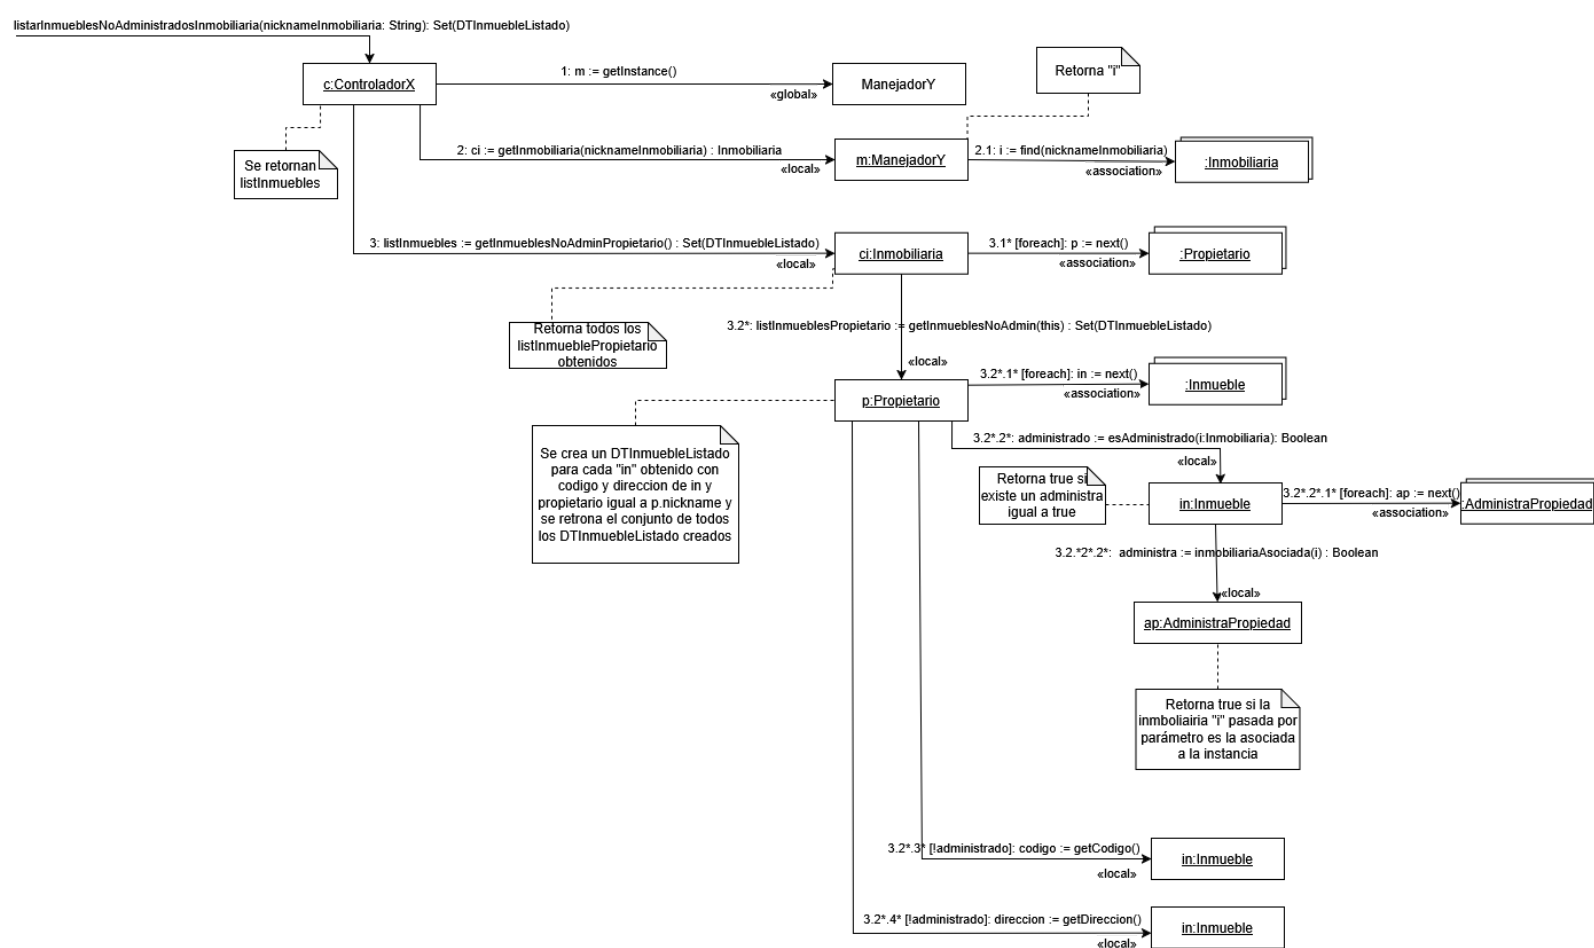 listarInmueblesNoAdministradosInmobiliaria(nicknameInmobiliaria: String): Set(DTInmuebleListado)
c:ControladorX
1: m := getInstance()
«global»
ManejadorY
Retorna "i"
Se retornan
listInmuebles
2: ci := getInmobiliaria(nicknameInmobiliaria) : Inmobiliaria
«local»
m:ManejadorY
2.1: i := find(nicknameInmobiliaria)
«association»
:Inmobiliaria
3: listInmuebles := getInmueblesNoAdminPropietario() : Set(DTInmuebleListado)
«local»
ci:Inmobiliaria
3.1* [foreach]: p := next()
«association»
:Propietario
Retorna todos los
listInmueblePropietario
obtenidos
3.2*: listInmueblesPropietario := getInmueblesNoAdmin(this) : Set(DTInmuebleListado)
«local»
p:Propietario
3.2*.1* [foreach]: in := next()
«association»
:Inmueble
Se crea un DTInmuebleListado
para cada "in" obtenido con
codigo y direccion de in y
propietario igual a p.nickname y
se retrona el conjunto de todos
los DTInmuebleListado creados
3.2*.2*: administrado := esAdministrado(i:Inmobiliaria): Boolean
«local»
Retorna true si
existe un administra
igual a true
in:Inmueble
3.2*.2*.1* [foreach]: ap := next()
«association»
:AdministraPropiedad
3.2.*2*.2*: administra := inmobiliariaAsociada(i) : Boolean
«local»
ap:AdministraPropiedad
Retorna true si la
inmboliairia "i" pasada por
parámetro es la asociada
a la instancia
3.2*.3* [!administrado]: codigo := getCodigo()
«local»
in:Inmueble
3.2*.4* [!administrado]: direccion := getDireccion()
«local»
in:Inmueble